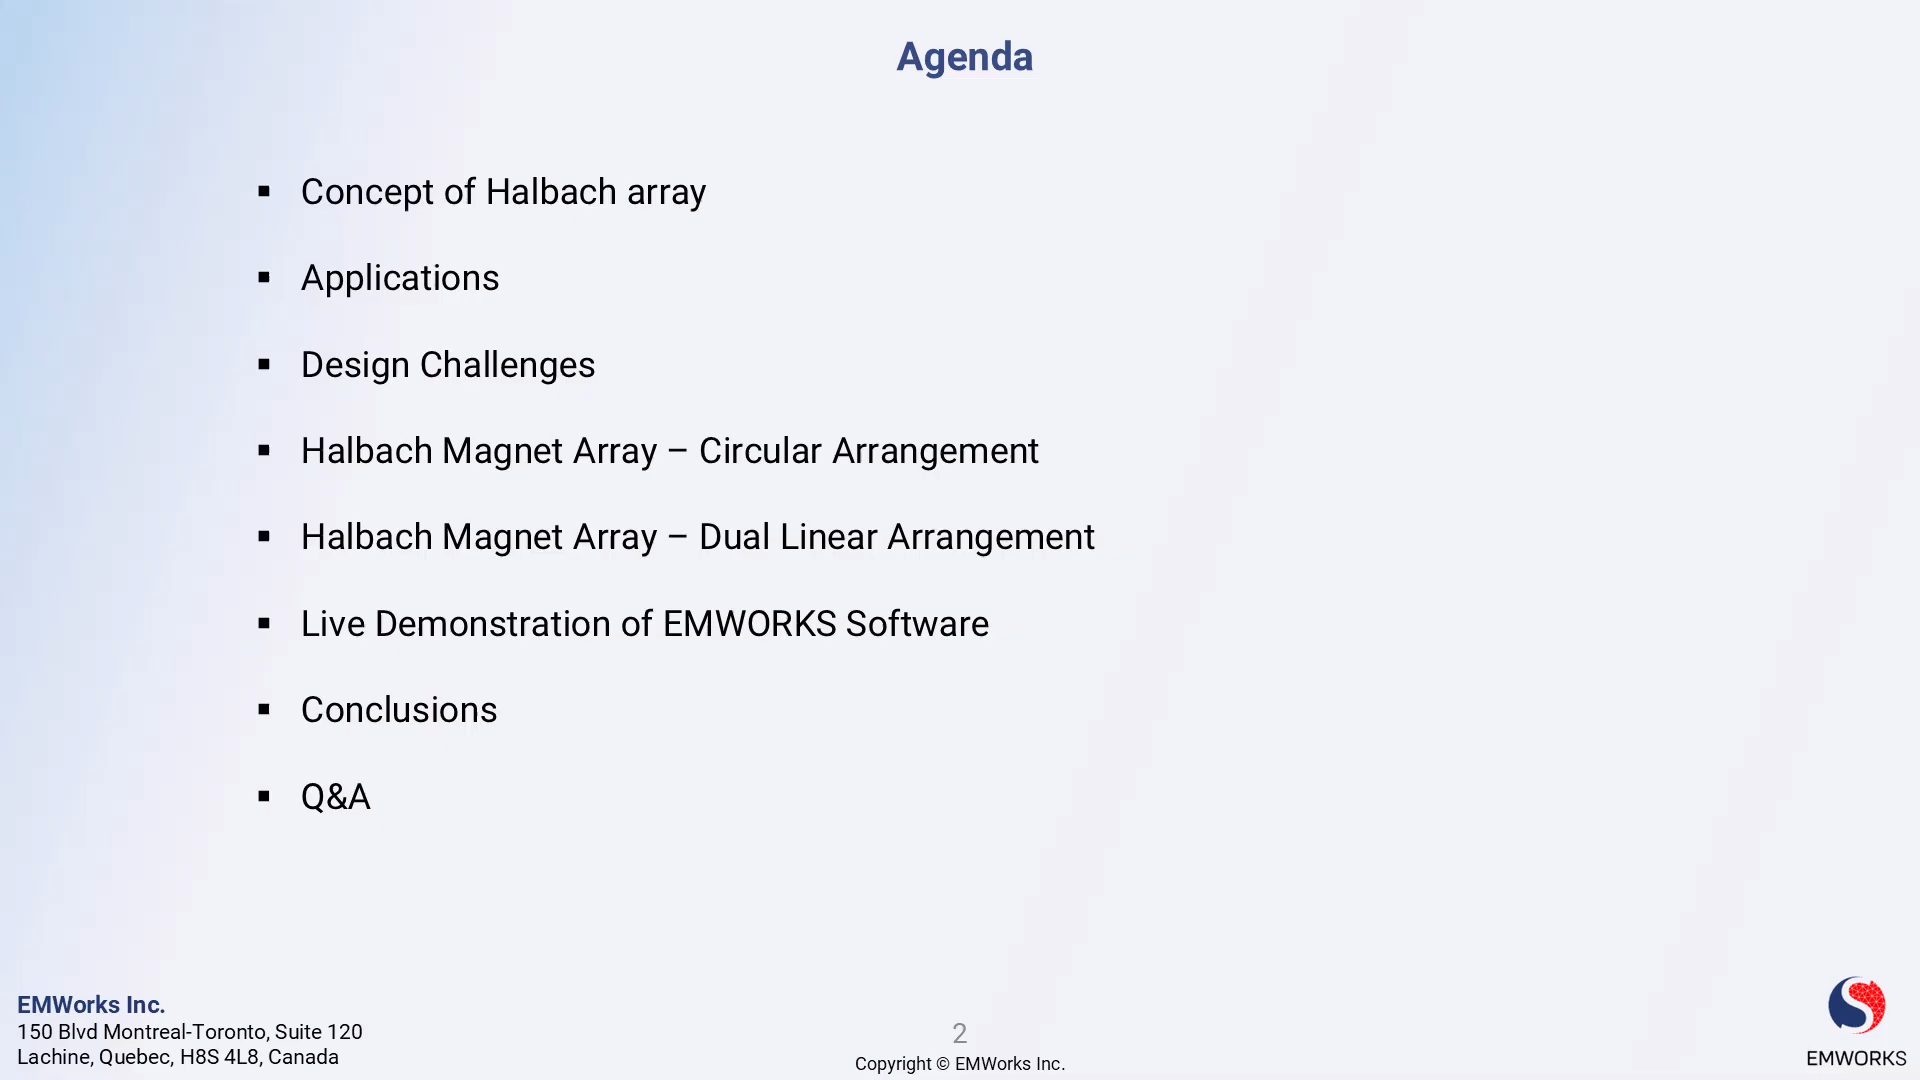 Agenda
▪ Concept of Halbach array
▪ Applications
▪ Design Challenges
▪ Halbach Magnet Array – Circular Arrangement
▪ Halbach Magnet Array – Dual Linear Arrangement
▪ Live Demonstration of EMWORKS Software
▪ Conclusions
▪ Q&A
EMWorks Inc.
150 Blvd Montreal-Toronto, Suite 120
Lachine, Quebec, H8S 4L8, Canada
2
Copyright © EMWorks Inc.
EMWORKS